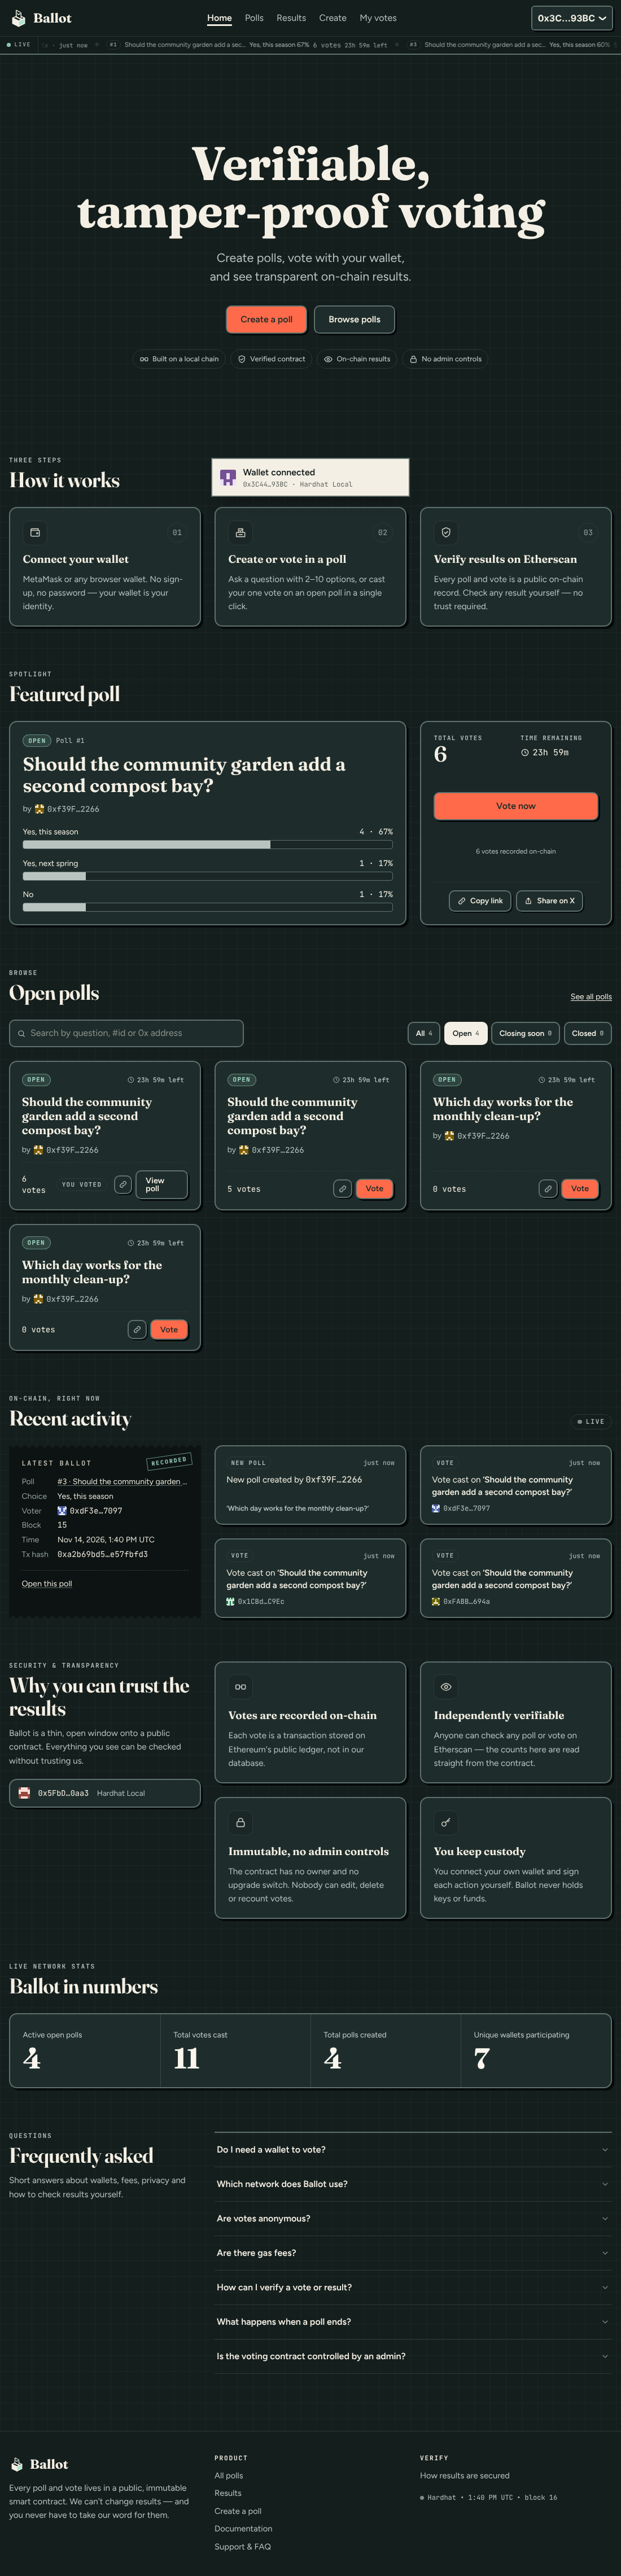 Ballot
Home Polls Results Create My votes
0x3C...93BC
LIVE
just now
#1 Should the community garden add a sec... Yes, this season 67% 6 votes 23h 59m left
#3 Should the community garden add a sec... Yes, this season 60%
Verifiable,
tamper-proof voting
Create polls, vote with your wallet,
and see transparent on-chain results.
Create a poll
Browse polls
Built on a local chain
Verified contract
On-chain results
No admin controls
THREE STEPS
How it works
Wallet connected
0x3C44...93BC · Hardhat Local
01
Connect your wallet
MetaMask or any browser wallet. No sign-
up, no password — your wallet is your
identity.
02
Create or vote in a poll
Ask a question with 2–10 options, or cast
your one vote on an open poll in a single
click.
03
Verify results on Etherscan
Every poll and vote is a public on-chain
record. Check any result yourself — no
trust required.
SPOTLIGHT
Featured poll
OPEN Poll #1
Should the community garden add a
second compost bay?
by 0xf39F…2266
Yes, this season 4 · 67%
Yes, next spring 1 · 17%
No 1 · 17%
TOTAL VOTES
6
TIME REMAINING
23h 59m
Vote now
6 votes recorded on-chain
Copy link
Share on X
BROWSE
Open polls
See all polls
Search by question, #id or 0x address
All 4
Open 4
Closing soon 0
Closed 0
OPEN 23h 59m left
Should the community
garden add a second
compost bay?
by 0xf39F…2266
6
votes
YOU VOTED
View
poll
OPEN 23h 59m left
Should the community
garden add a second
compost bay?
by 0xf39F…2266
5 votes
Vote
OPEN 23h 59m left
Which day works for the
monthly clean-up?
by 0xf39F…2266
0 votes
Vote
OPEN 23h 59m left
Which day works for the
monthly clean-up?
by 0xf39F…2266
0 votes
Vote
ON-CHAIN, RIGHT NOW
Recent activity
LIVE
LATEST BALLOT
RECORDED
Poll #3 · Should the community garden …
Choice Yes, this season
Voter 0xdF3e…7097
Block 15
Time Nov 14, 2026, 1:40 PM UTC
Tx hash 0xa2b69bd5…e57fbfd3
Open this poll
NEW POLL just now
New poll created by 0xf39F…2266
'Which day works for the monthly clean-up?'
VOTE just now
Vote cast on 'Should the community
garden add a second compost bay?'
0xdF3e…7097
VOTE just now
Vote cast on 'Should the community
garden add a second compost bay?'
0x1CBd…C9Ec
VOTE just now
Vote cast on 'Should the community
garden add a second compost bay?'
0xFABB…694a
SECURITY & TRANSPARENCY
Why you can trust the
results
Ballot is a thin, open window onto a public
contract. Everything you see can be checked
without trusting us.
0x5FbD…0aa3 Hardhat Local
Votes are recorded on-chain
Each vote is a transaction stored on
Ethereum's public ledger, not in our
database.
Independently verifiable
Anyone can check any poll or vote on
Etherscan — the counts here are read
straight from the contract.
Immutable, no admin controls
The contract has no owner and no
upgrade switch. Nobody can edit, delete
or recount votes.
You keep custody
You connect your own wallet and sign
each action yourself. Ballot never holds
keys or funds.
LIVE NETWORK STATS
Ballot in numbers
Active open polls
4
Total votes cast
11
Total polls created
4
Unique wallets participating
7
QUESTIONS
Frequently asked
Short answers about wallets, fees, privacy and
how to check results yourself.
Do I need a wallet to vote?
Which network does Ballot use?
Are votes anonymous?
Are there gas fees?
How can I verify a vote or result?
What happens when a poll ends?
Is the voting contract controlled by an admin?
Ballot
Every poll and vote lives in a public, immutable
smart contract. We can't change results — and
you never have to take our word for them.
PRODUCT
All polls
Results
Create a poll
Documentation
Support & FAQ
VERIFY
How results are secured
Hardhat • 1:40 PM UTC • block 16